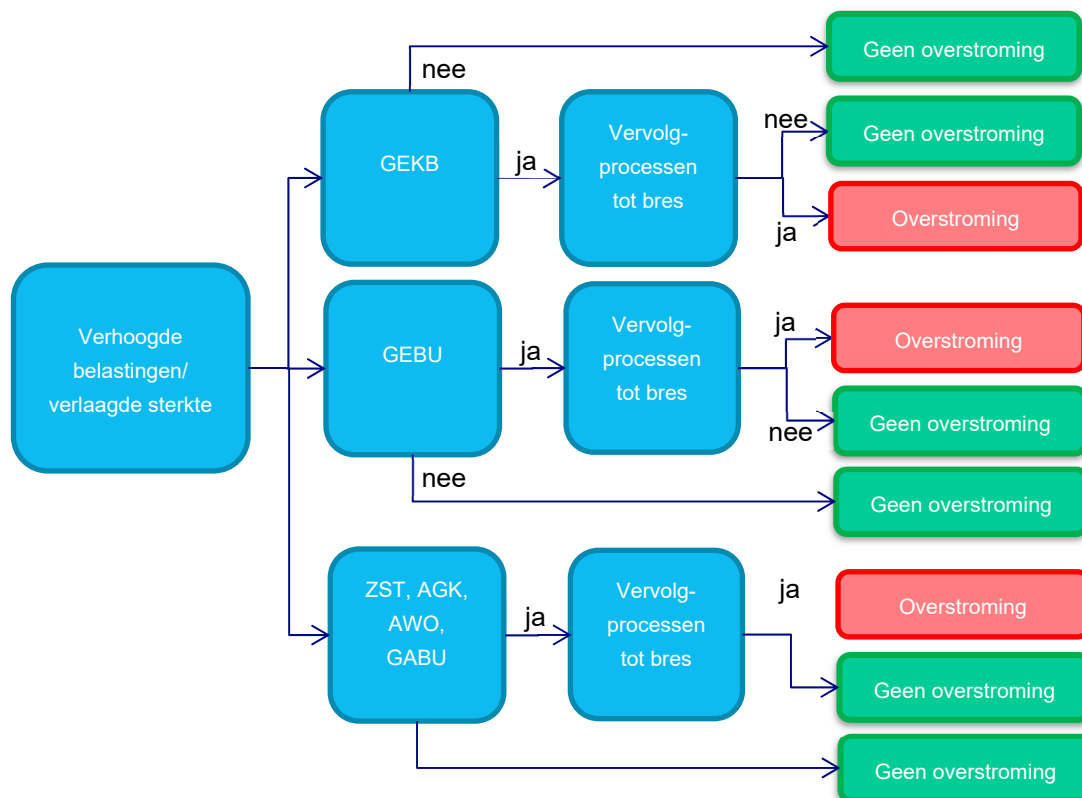 Geen overstroming
nee
GEKB
ja
Vervolg-
processen
tot bres
nee
Geen overstroming
ja
Overstroming
Verhoogde
belastingen/
verlaagde sterkte
GEBU
ja
Vervolg-
processen
tot bres
ja
Overstroming
nee
Geen overstroming
nee
Geen overstroming
ZST, AGK,
AWO,
GABU
ja
Vervolg-
processen
tot bres
ja
Overstroming
Geen overstroming
Geen overstroming